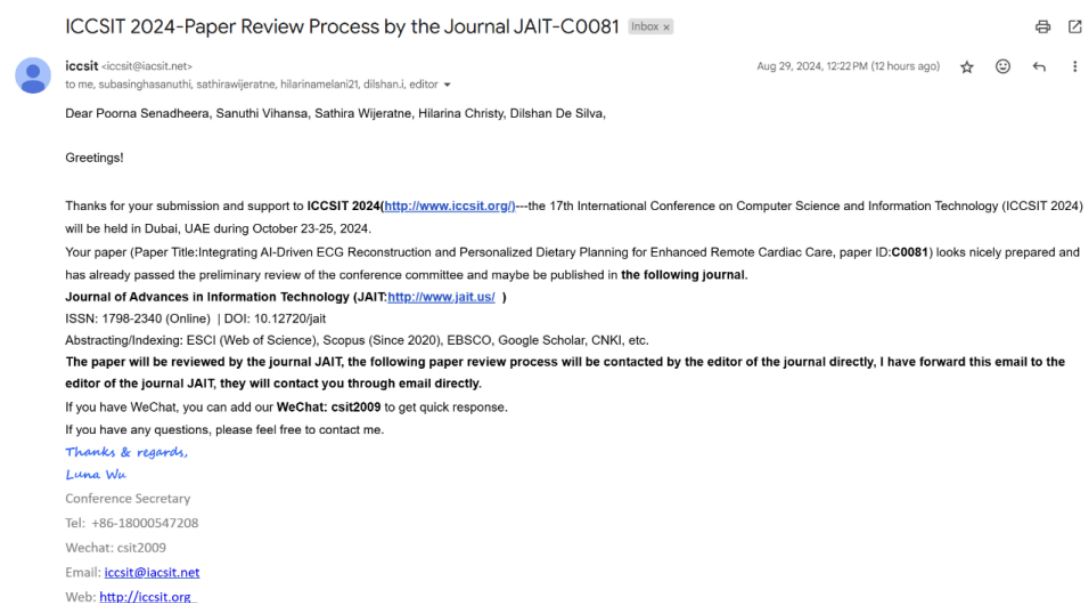 ICCSIT 2024-Paper Review Process by the Journal JAIT-C0081 Inbox ×
iccsit <iccsit@iacsit.net> Aug 29, 2024, 12:22 PM (12 hours ago)
to me, subasinghasanuthi, sathirawijeratne, hilarinamelani21, dilshan.i, editor
Dear Poorna Senadheera, Sanuthi Vihansa, Sathira Wijeratne, Hilarina Christy, Dilshan De Silva,
Greetings!
Thanks for your submission and support to ICCSIT 2024(http://www.iccsit.org/)---the 17th International Conference on Computer Science and Information Technology (ICCSIT 2024)
will be held in Dubai, UAE during October 23-25, 2024.
Your paper (Paper Title:Integrating AI-Driven ECG Reconstruction and Personalized Dietary Planning for Enhanced Remote Cardiac Care, paper ID:C0081) looks nicely prepared and
has already passed the preliminary review of the conference committee and maybe be published in the following journal.
Journal of Advances in Information Technology (JAIT:http://www.jait.us/ )
ISSN: 1798-2340 (Online) | DOI: 10.12720/jait
Abstracting/Indexing: ESCI (Web of Science), Scopus (Since 2020), EBSCO, Google Scholar, CNKI, etc.
The paper will be reviewed by the journal JAIT, the following paper review process will be contacted by the editor of the journal directly, I have forward this email to the
editor of the journal JAIT, they will contact you through email directly.
If you have WeChat, you can add our WeChat: csit2009 to get quick response.
If you have any questions, please feel free to contact me.
Thanks & regards,
Luna Wu
Conference Secretary
Tel: +86-18000547208
Wechat: csit2009
Email: iccsit@iacsit.net
Web: http://iccsit.org